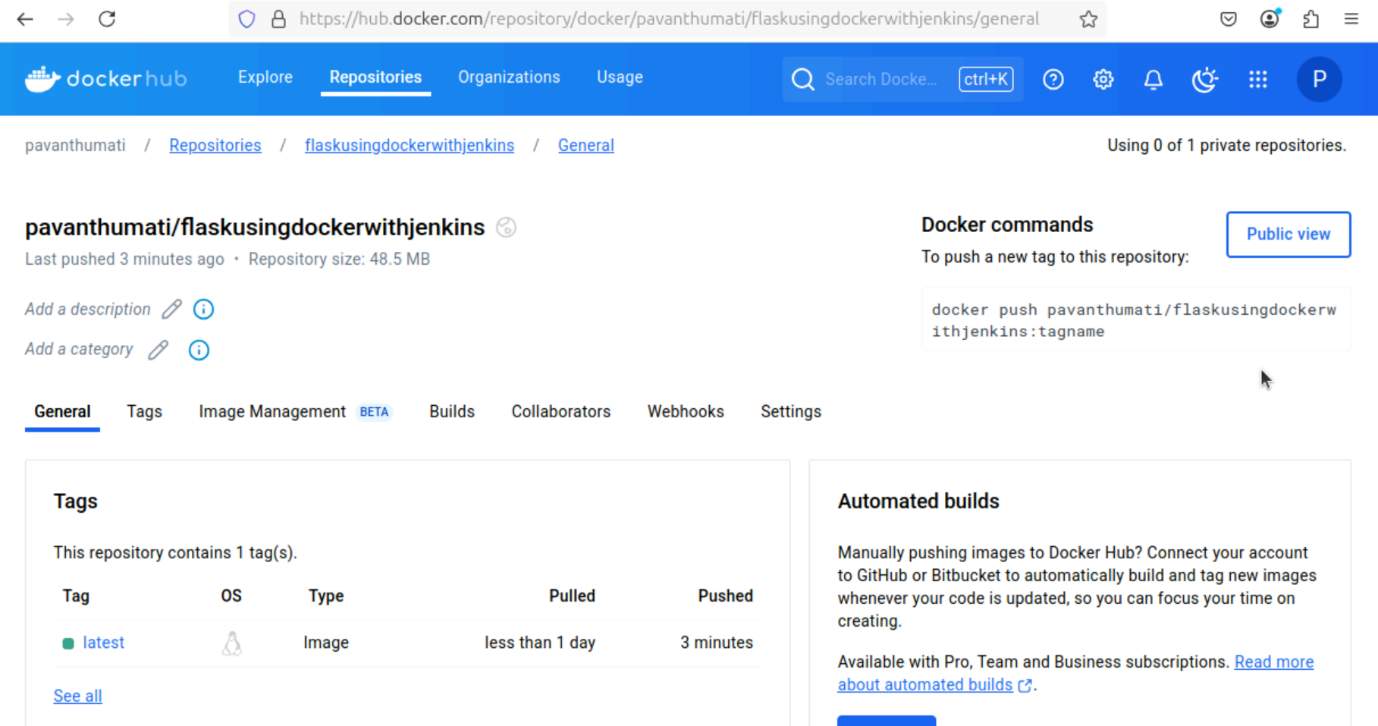 https://hub.docker.com/repository/docker/pavanthumati/flaskusingdockerwithjenkins/general
dockerhub Explore Repositories Organizations Usage Search Docke... ctrl+K P
pavanthumati / Repositories / flaskusingdockerwithjenkins / General Using 0 of 1 private repositories.
pavanthumati/flaskusingdockerwithjenkins
Last pushed 3 minutes ago • Repository size: 48.5 MB
Add a description
Add a category
Docker commands
Public view
To push a new tag to this repository:
docker push pavanthumati/flaskusingdockerw
ithjenkins:tagname
General Tags Image Management BETA Builds Collaborators Webhooks Settings
Tags
This repository contains 1 tag(s).
Tag OS Type Pulled Pushed
latest Image less than 1 day 3 minutes
See all
Automated builds
Manually pushing images to Docker Hub? Connect your account
to GitHub or Bitbucket to automatically build and tag new images
whenever your code is updated, so you can focus your time on
creating.
Available with Pro, Team and Business subscriptions. Read more
about automated builds .